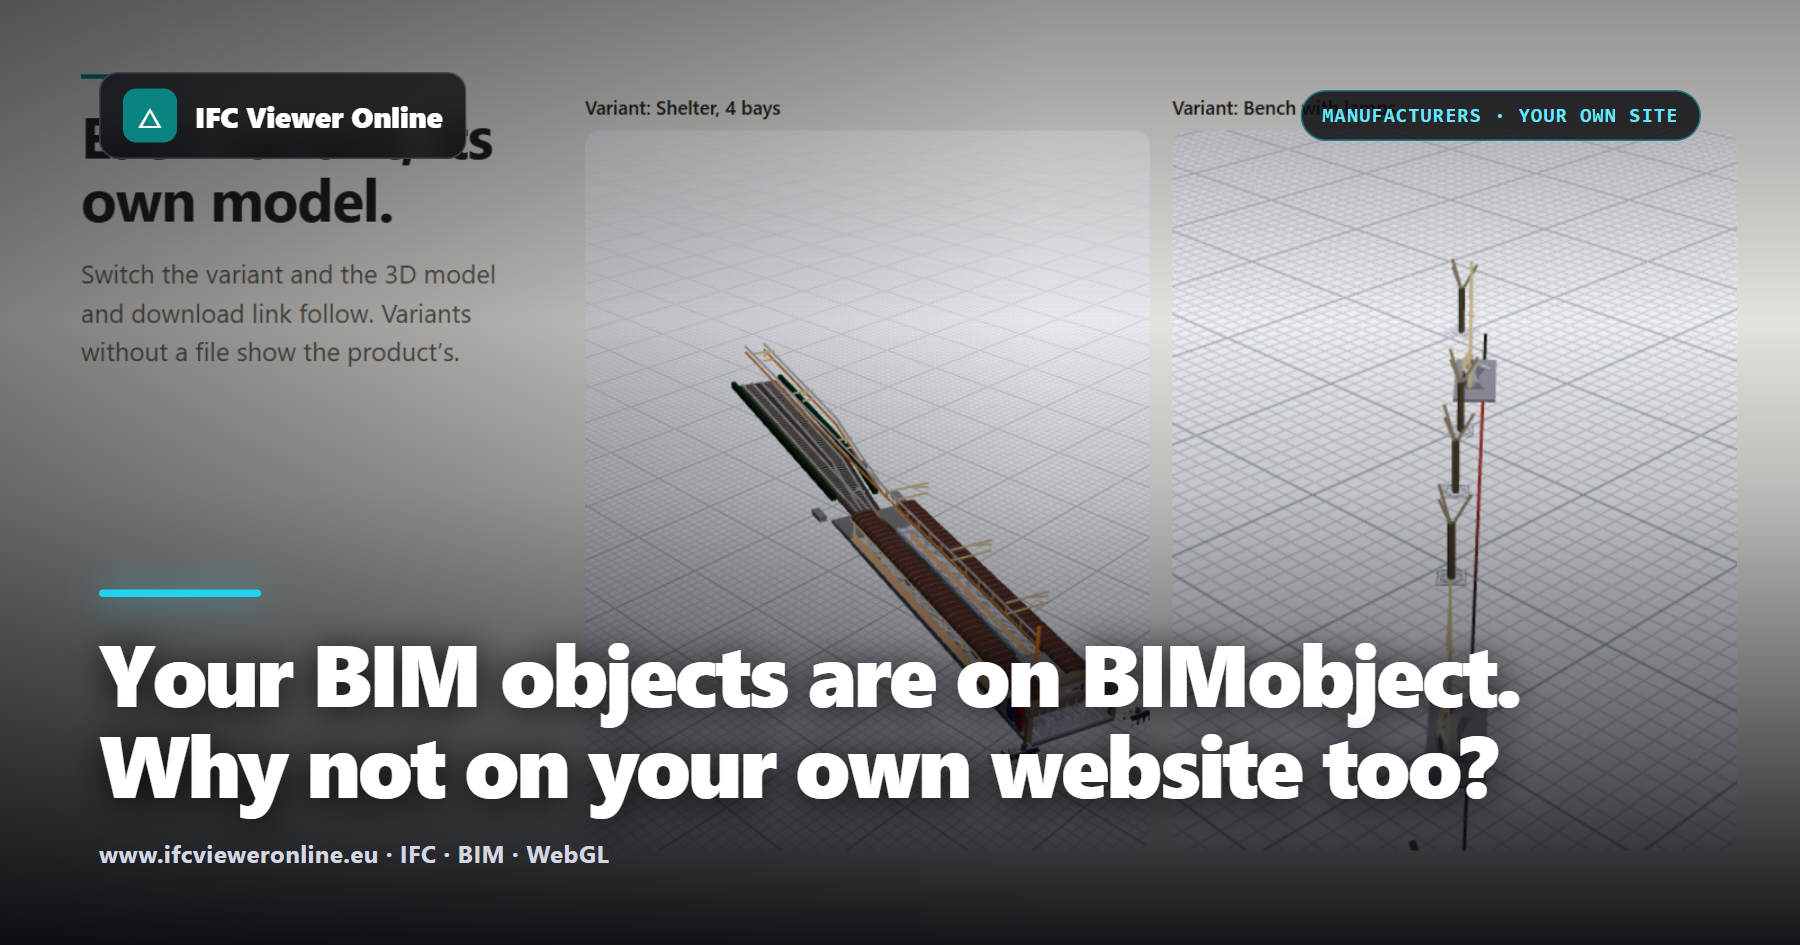 IFC Viewer Online
own model.
Switch the variant and the 3D model
and download link follow. Variants
without a file show the product’s.
Variant: Shelter, 4 bays
Variant: Bench
MANUFACTURERS · YOUR OWN SITE
Your BIM objects are on BIMobject.
Why not on your own website too?
www.ifcvieweronline.eu · IFC · BIM · WebGL